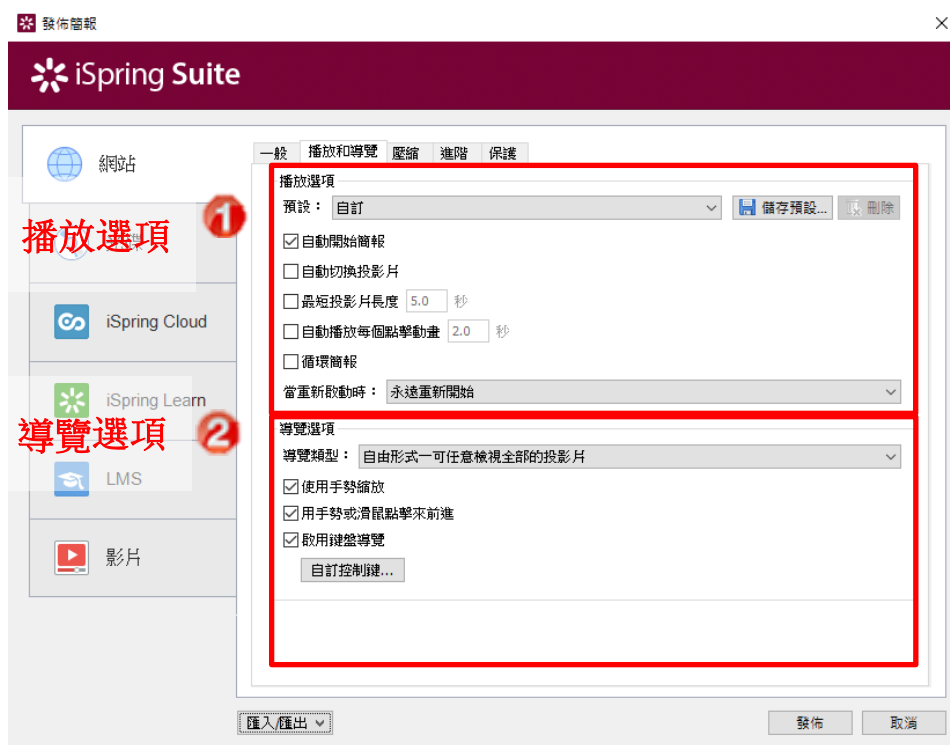 發佈簡報
iSpring Suite
網站
一般 播放和導覽 壓縮 進階 保護
播放選項
預設： 自訂 儲存預設... 刪除
1
播放選項
自動開始簡報
自動切換投影片
最短投影片長度 5.0 秒
iSpring Cloud
自動播放每個點擊動畫 2.0 秒
循環簡報
當重新啟動時： 永遠重新開始
iSpring Learn
2
導覽選項
導覽選項
導覽類型： 自由形式一可任意檢視全部的投影片
LMS
使用手勢縮放
用手勢或滑鼠點擊來前進
啟用鍵盤導覽
影片
自訂控制鍵...
匯入/匯出 發佈 取消